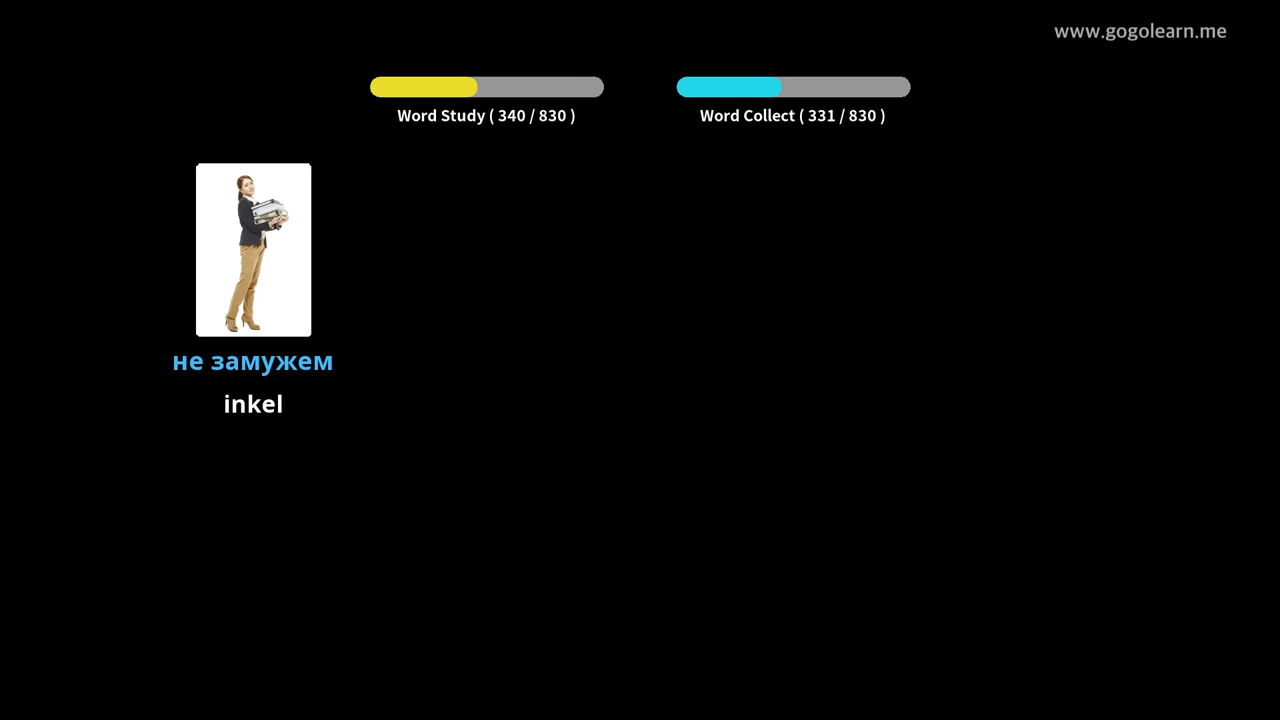 www.gogolearn.me
Word Study ( 340 / 830 )
Word Collect ( 331 / 830 )
не замужем
inkel